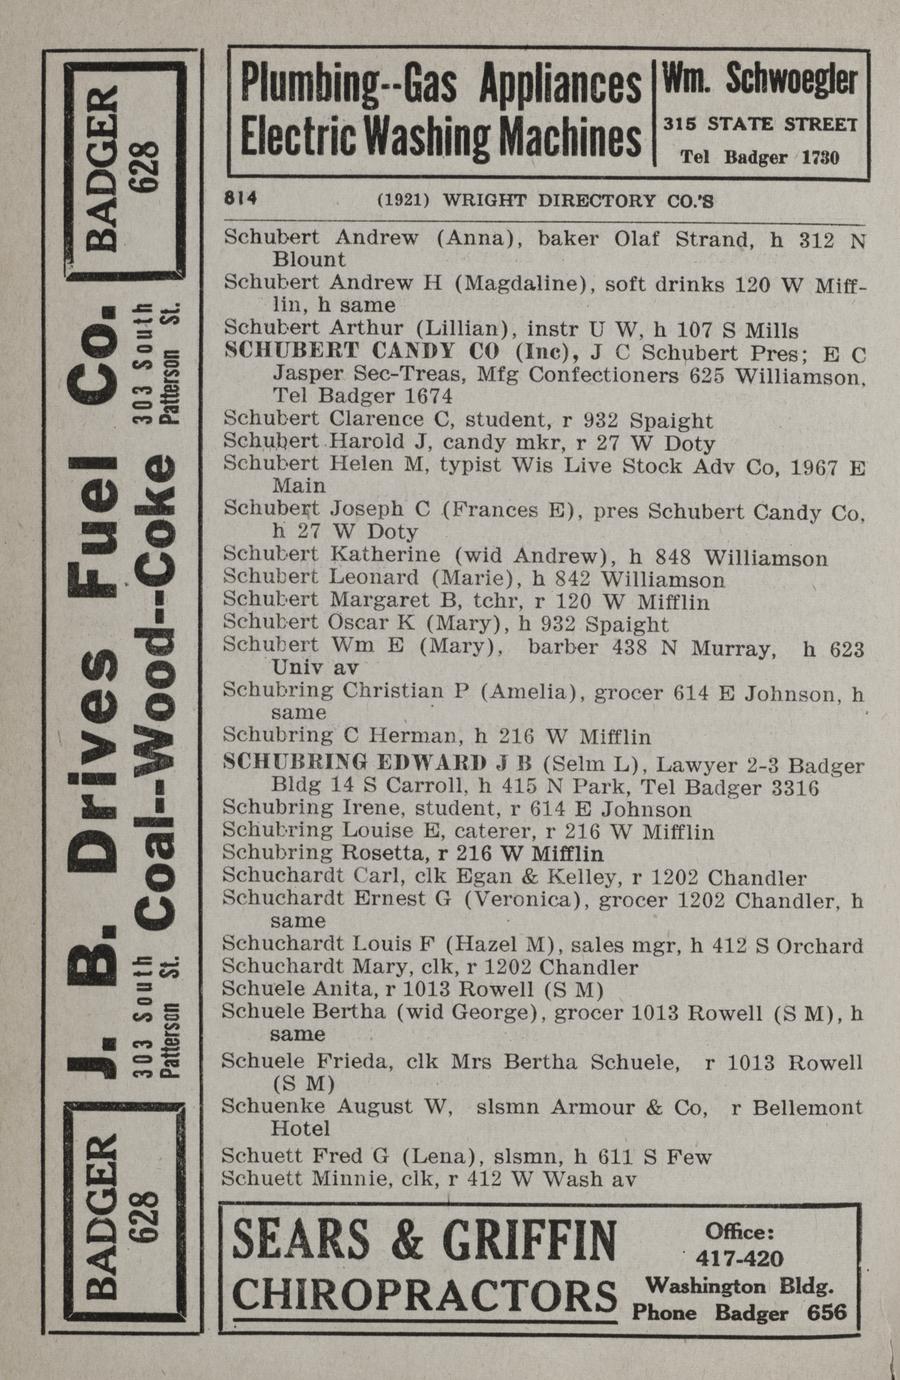 Plumbing--Gas Appliances
Electric Washing Machines
Wm. Schwoegler
315 STATE STREET
Tel Badger 1730
814 (1921) WRIGHT DIRECTORY CO.'S
Schubert Andrew (Anna), baker Olaf Strand, h 312 N
Blount
Schubert Andrew H (Magdaline), soft drinks 120 W Miff-
lin, h same
Schubert Arthur (Lillian), instr U W, h 107 S Mills
SCHUBERT CANDY CO (Inc), J C Schubert Pres; E C
Jasper Sec-Treas, Mfg Confectioners 625 Williamson,
Tel Badger 1674
Schubert Clarence C, student, r 932 Spaight
Schubert Harold J, candy mkr, r 27 W Doty
Schubert Helen M, typist Wis Live Stock Adv Co, 1967 E
Main
Schubert Joseph C (Frances E), pres Schubert Candy Co,
h 27 W Doty
Schubert Katherine (wid Andrew), h 848 Williamson
Schubert Leonard (Marie), h 842 Williamson
Schubert Margaret B, tchr, r 120 W Mifflin
Schubert Oscar K (Mary), h 932 Spaight
Schubert Wm E (Mary), barber 438 N Murray, h 623
Univ av
Schubring Christian P (Amelia), grocer 614 E Johnson, h
same
Schubring C Herman, h 216 W Mifflin
SCHUBRING EDWARD J B (Selm L), Lawyer 2-3 Badger
Bldg 14 S Carroll, h 415 N Park, Tel Badger 3316
Schubring Irene, student, r 614 E Johnson
Schubring Louise E, caterer, r 216 W Mifflin
Schubring Rosetta, r 216 W Mifflin
Schuchardt Carl, clk Egan & Kelley, r 1202 Chandler
Schuchardt Ernest G (Veronica), grocer 1202 Chandler, h
same
Schuchardt Louis F (Hazel M), sales mgr, h 412 S Orchard
Schuchardt Mary, clk, r 1202 Chandler
Schuele Anita, r 1013 Rowell (S M)
Schuele Bertha (wid George), grocer 1013 Rowell (S M), h
same
Schuele Frieda, clk Mrs Bertha Schuele, r 1013 Rowell
(S M)
Schuenke August W, slsmn Armour & Co, r Bellemont
Hotel
Schuett Fred G (Lena), slsmn, h 611 S Few
Schuett Minnie, clk, r 412 W Wash av
SEARS & GRIFFIN
CHIROPRACTORS
Office:
417-420
Washington Bldg.
Phone Badger 656
BADGER
628
J. B. Drives Fuel Co.
303 South
Patterson St.
Coal--Wood--Coke
303 South
Patterson St.
BADGER
628